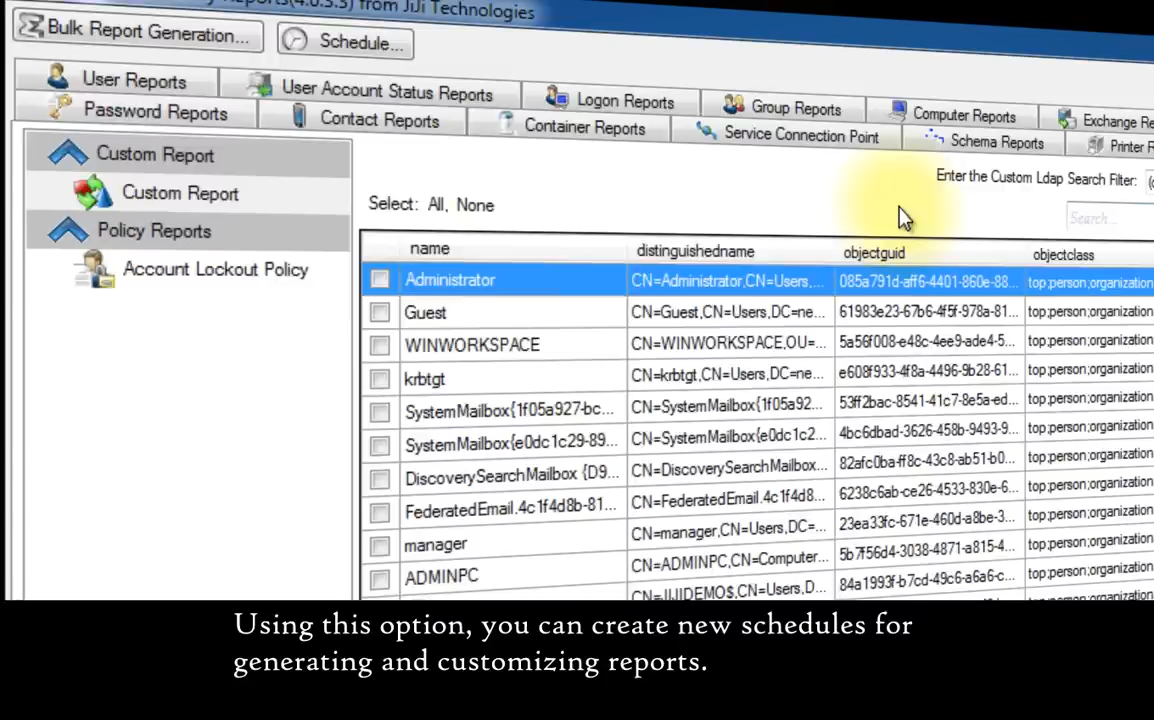 Reports(4.0.3.3) from JiJi Technologies
Bulk Report Generation... Schedule...
User Reports User Account Status Reports Logon Reports Group Reports Computer Reports Exchange Re
Password Reports Contact Reports Container Reports Service Connection Point Schema Reports Printer R
Custom Report
Custom Report
Policy Reports
Account Lockout Policy
Enter the Custom Ldap Search Filter:
Select: All, None
Search...
name distinguishedname objectguid objectclass
Administrator CN=Administrator,CN=Users,... 085a791d-aff6-4401-860e-88... top;person;organization
Guest CN=Guest,CN=Users,DC=ne... 61983e23-67b6-4f5f-978a-81... top;person;organization
WINWORKSPACE CN=WINWORKSPACE,OU=... 5a56f008-e48c-4ee9-ade4-5... top;person;organization
krbtgt CN=krbtgt,CN=Users,DC=ne... e608f933-4f8a-4496-9b28-61... top;person;organization
SystemMailbox{1f05a927-bc... CN=SystemMailbox{1f05a92... 53ff2bac-8541-41c7-8e5a-ed... top;person;organization
SystemMailbox{e0dc1c29-89... CN=SystemMailbox{e0dc1c2... 4bc6dbad-3626-458b-9493-9... top;person;organization
DiscoverySearchMailbox {D9... CN=DiscoverySearchMailbox... 82afc0ba-ff8c-43c8-ab51-b0... top;person;organization
FederatedEmail.4c1f4d8b-81... CN=FederatedEmail.4c1f4d8... 6238c6ab-ce26-4533-830e-6... top;person;organization
manager CN=manager,CN=Users,DC=... 23ea33fc-671e-460d-a8be-3... top;person;organization
ADMINPC CN=ADMINPC,CN=Computer... 5b7f56d4-3038-4871-a815-4... top;person;organization
CN=JIJIDEMO$,CN=Users,D... 84a1993f-b7cd-49c6-a6a6-c... top;person;organization
Using this option, you can create new schedules for
generating and customizing reports.